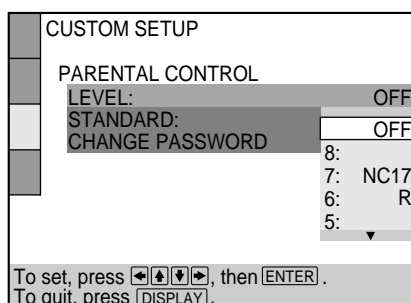 CUSTOM SETUP
PARENTAL CONTROL
LEVEL: OFF
STANDARD:
OFF
CHANGE PASSWORD
8:
7: NC17
6: R
5:
To set, press ←↑↓→, then ENTER.
To quit, press DISPLAY.